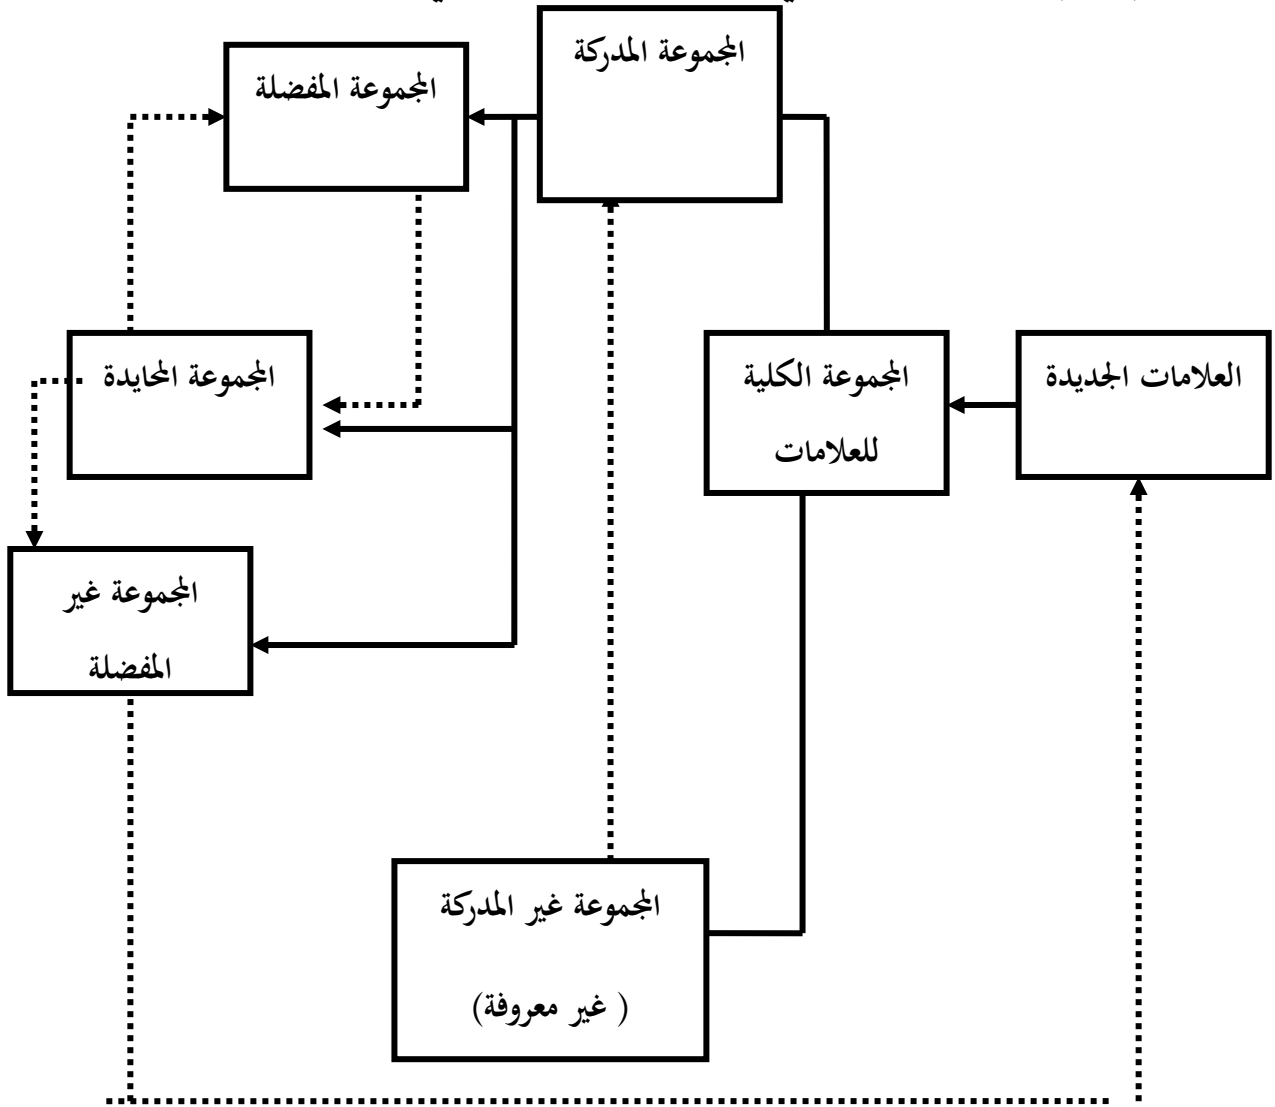 المجموعة المدركة
المجموعة المفضلة
المجموعة المحايدة
المجموعة الكلية
للعلامات
العلامات الجديدة
المجموعة غير
المفضلة
المجموعة غير المدركة
( غير معروفة)